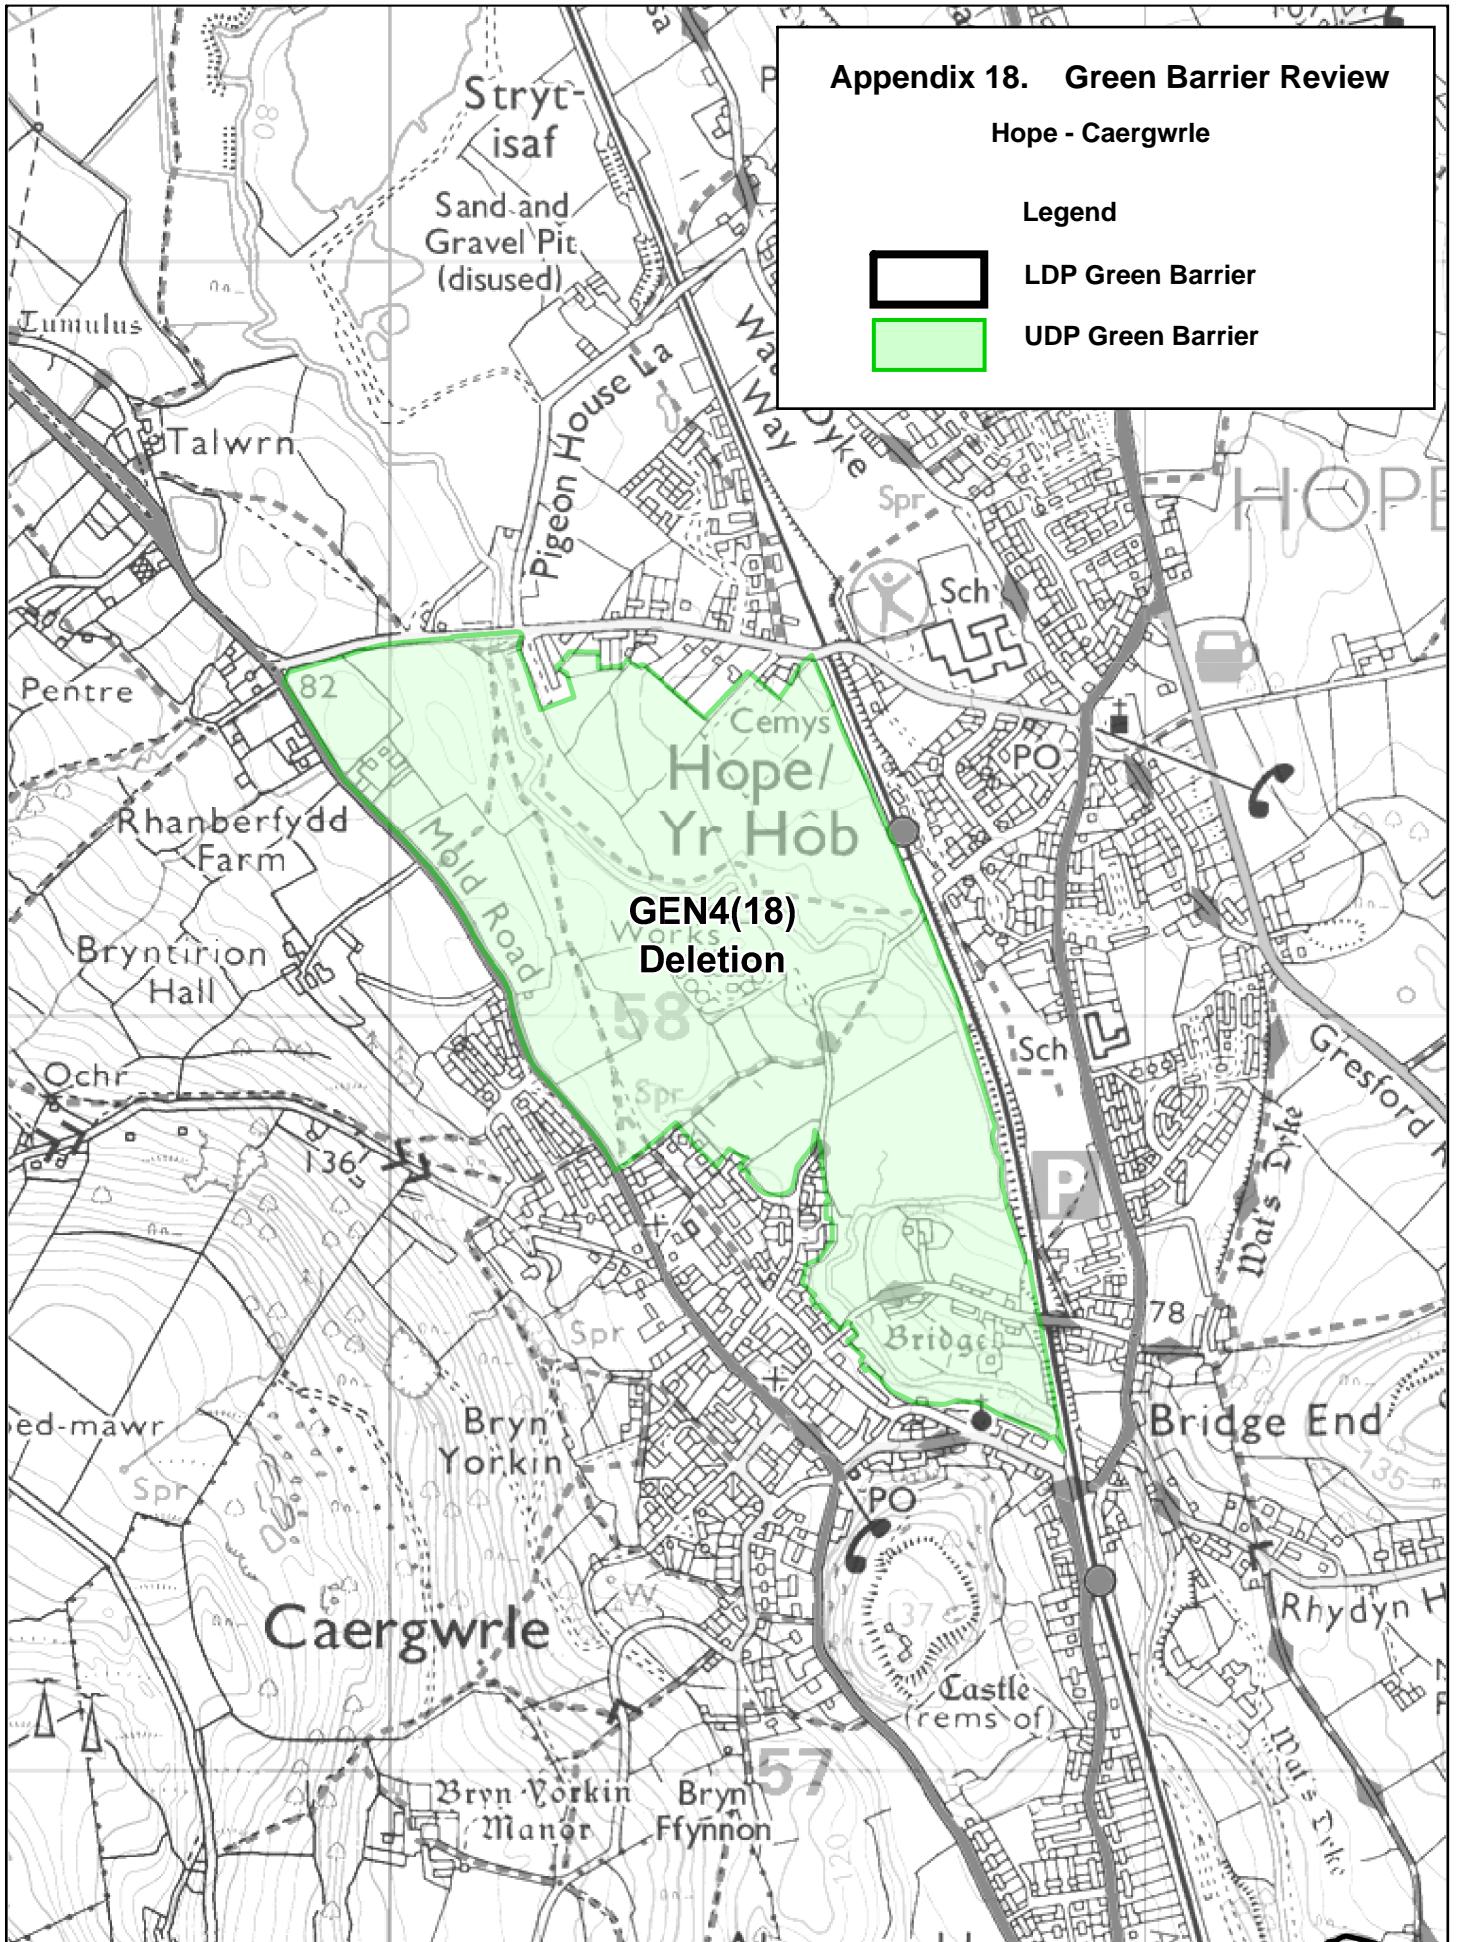 Appendix 18. Green Barrier Review
Hope - Caergwrle
Legend
LDP Green Barrier
UDP Green Barrier
Stryt-
isaf
Sand and
Gravel Pit
(disused)
80
Tumulus
Talwrn
Pigeon House La
Way
Dyke
Spr
HOPE
Sch
82
Pentre
Cemys
Hope/
Yr Hôb
PO
Rhanberfydd
Farm
Mold Road
GEN4(18)
Deletion
Works
Bryntirion
Hall
58
Sch
Gresford
Ochr
Spr
136
P
Wat's Dyke
78
Spr
Bridge
Bryn
Yorkin
Bridge End
135
Spr
PO
W
137
100
Caergwrle
Rhydyn H
Castle
(rems of)
57
Wat's Dyke
Bryn Yorkin
Manor
Bryn
Ffynnon
120